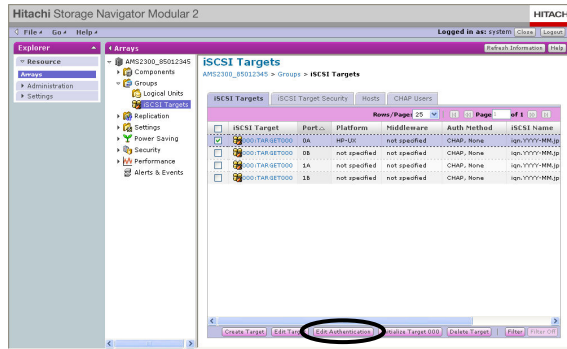 Hitachi Storage Navigator Modular 2
HITACH
File Go Help
Logged in as: system Close Logout
Explorer
Arrays
Refresh Information Help
Resource
Arrays
Administration
Settings
AMS2300_85012345
Components
Groups
Logical Units
iSCSI Targets
Replication
Settings
Power Saving
Security
Performance
Alerts & Events
iSCSI Targets
AMS2300_85012345 > Groups > iSCSI Targets
iSCSI Targets iSCSI Target Security Hosts CHAP Users
Rows/Page: 25 Page 1 of 1
iSCSI Target Port Platform Middleware Auth Method iSCSI Name
000:TARGET000 0A HP-UX not specified CHAP, None iqn.YYYY-MM.jp
000:TARGET000 0B not specified not specified CHAP, None iqn.YYYY-MM.jp
000:TARGET000 1A not specified not specified CHAP, None iqn.YYYY-MM.jp
000:TARGET000 1B not specified not specified CHAP, None iqn.YYYY-MM.jp
Create Target Edit Tar Edit Authentication itialize Target 000 Delete Target Filter Filter Off